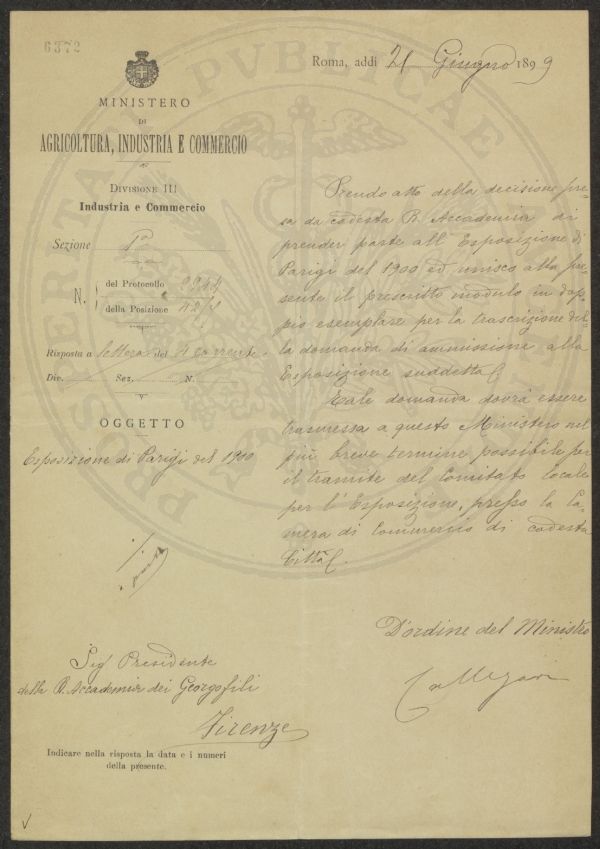 6372
Roma, addì 21 Giugno 1899
MINISTERO
DI
AGRICOLTURA, INDUSTRIA E COMMERCIO
DIVISIONE III
Industria e Commercio
Sezione
N. del Protocollo
della Posizione
Risposta a lettera del 4 corrente
Div. Sez. N.
OGGETTO
Esposizione di Parigi del 1900
Prendo atto della decisione pre-
sa da codesta R. Accademia di
prender parte all'Esposizione di
Parigi del 1900 ed unisco alla pre-
sente il prescritto modulo in dop-
pio esemplare per la trascrizione del-
la domanda di ammissione alla
Esposizione suddetta.
Tale domanda dovrà essere
trasmessa a questo Ministero nel
più breve termine possibile per
il tramite del Comitato locale
per l'Esposizione, presso la Ca-
mera di Commercio di codesta
Città.
D'ordine del Ministro
Sig. Presidente
della R. Accademia dei Georgofili
Firenze
Indicare nella risposta la data e i numeri
della presente.
PROSPERITATI PVBLICAE